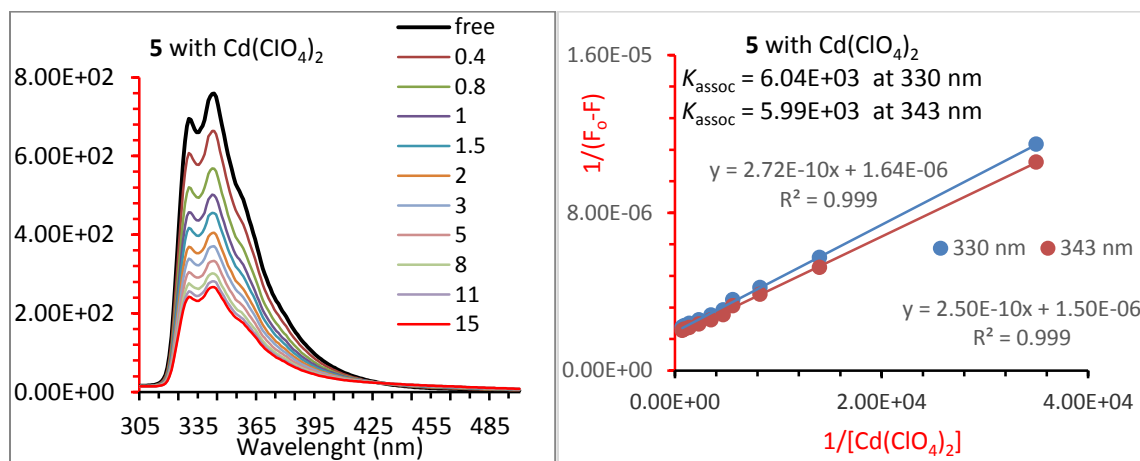 5 with Cd(ClO4)2
free
0.4
0.8
1
1.5
2
3
5
8
11
15
8.00E+02
6.00E+02
4.00E+02
2.00E+02
0.00E+00
305 335 345 365 395 425 455 485
Wavelenght (nm)
5 with Cd(ClO4)2
Kassoc = 6.04E+03 at 330 nm
Kassoc = 5.99E+03 at 343 nm
1.60E-05
8.00E-06
0.00E+00
1/(Fo-F)
y = 2.72E-10x + 1.64E-06
R² = 0.999
330 nm 343 nm
y = 2.50E-10x + 1.50E-06
R² = 0.999
0.00E+00 2.00E+04 4.00E+04
1/[Cd(ClO4)2]